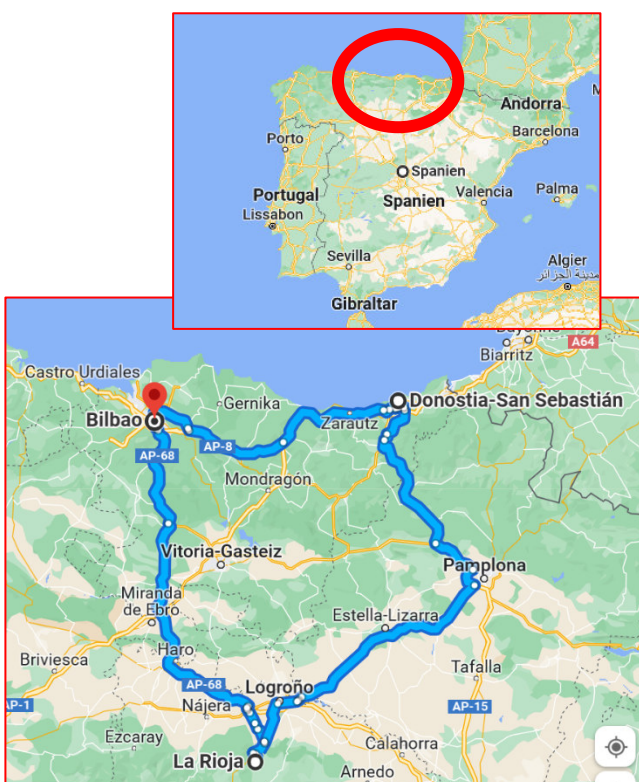 Andorra
Barcelona
Porto
Spanien
Portugal
Spanien
Valencia
Palma
Lissabon
Sevilla
Algier
مدينة الجزائر
Gibraltar
A64
Biarritz
Castro Urdiales
Gernika
Donostia-San Sebastián
Bilbao
Zarautz
AP-8
AP-68
Mondragón
Vitoria-Gasteiz
Pamplona
Miranda
de Ebro
Estella-Lizarra
Haro
Briviesca
Tafalla
AP-68
Logroño
AP-1
Nájera
AP-15
Ezcaray
Calahorra
La Rioja
Arnedo